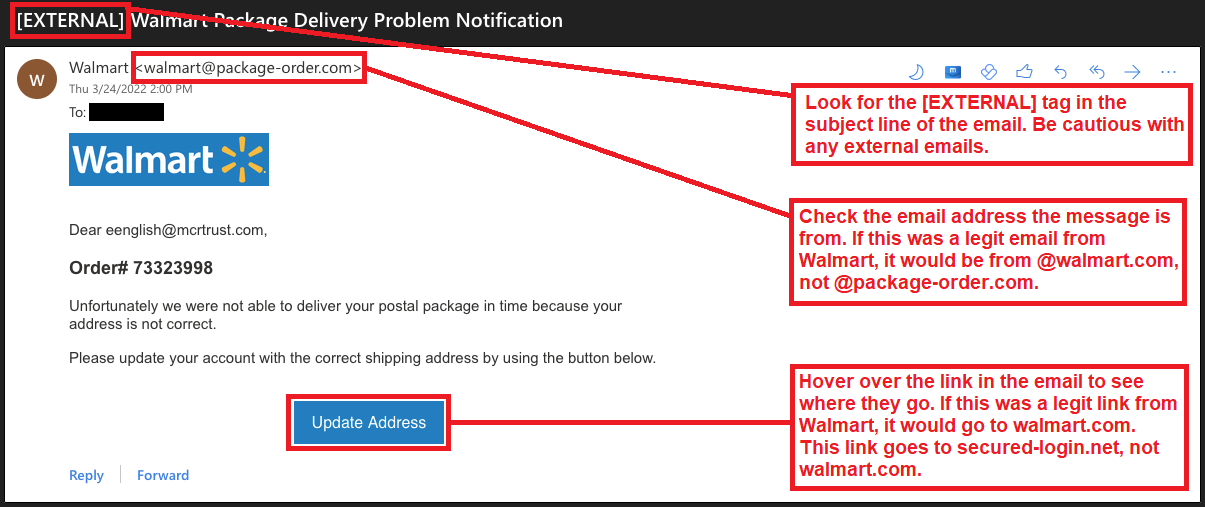 [EXTERNAL] Walmart Package Delivery Problem Notification
W
Walmart <walmart@package-order.com>
Thu 3/24/2022 2:00 PM
To:
Walmart
Look for the [EXTERNAL] tag in the
subject line of the email. Be cautious with
any external emails.
Dear eenglish@mcrtrust.com,
Order# 73323998
Check the email address the message is
from. If this was a legit email from
Walmart, it would be from @walmart.com,
not @package-order.com.
Unfortunately we were not able to deliver your postal package in time because your
address is not correct.
Please update your account with the correct shipping address by using the button below.
Update Address
Hover over the link in the email to see
where they go. If this was a legit link from
Walmart, it would go to walmart.com.
This link goes to secured-login.net, not
walmart.com.
Reply
Forward